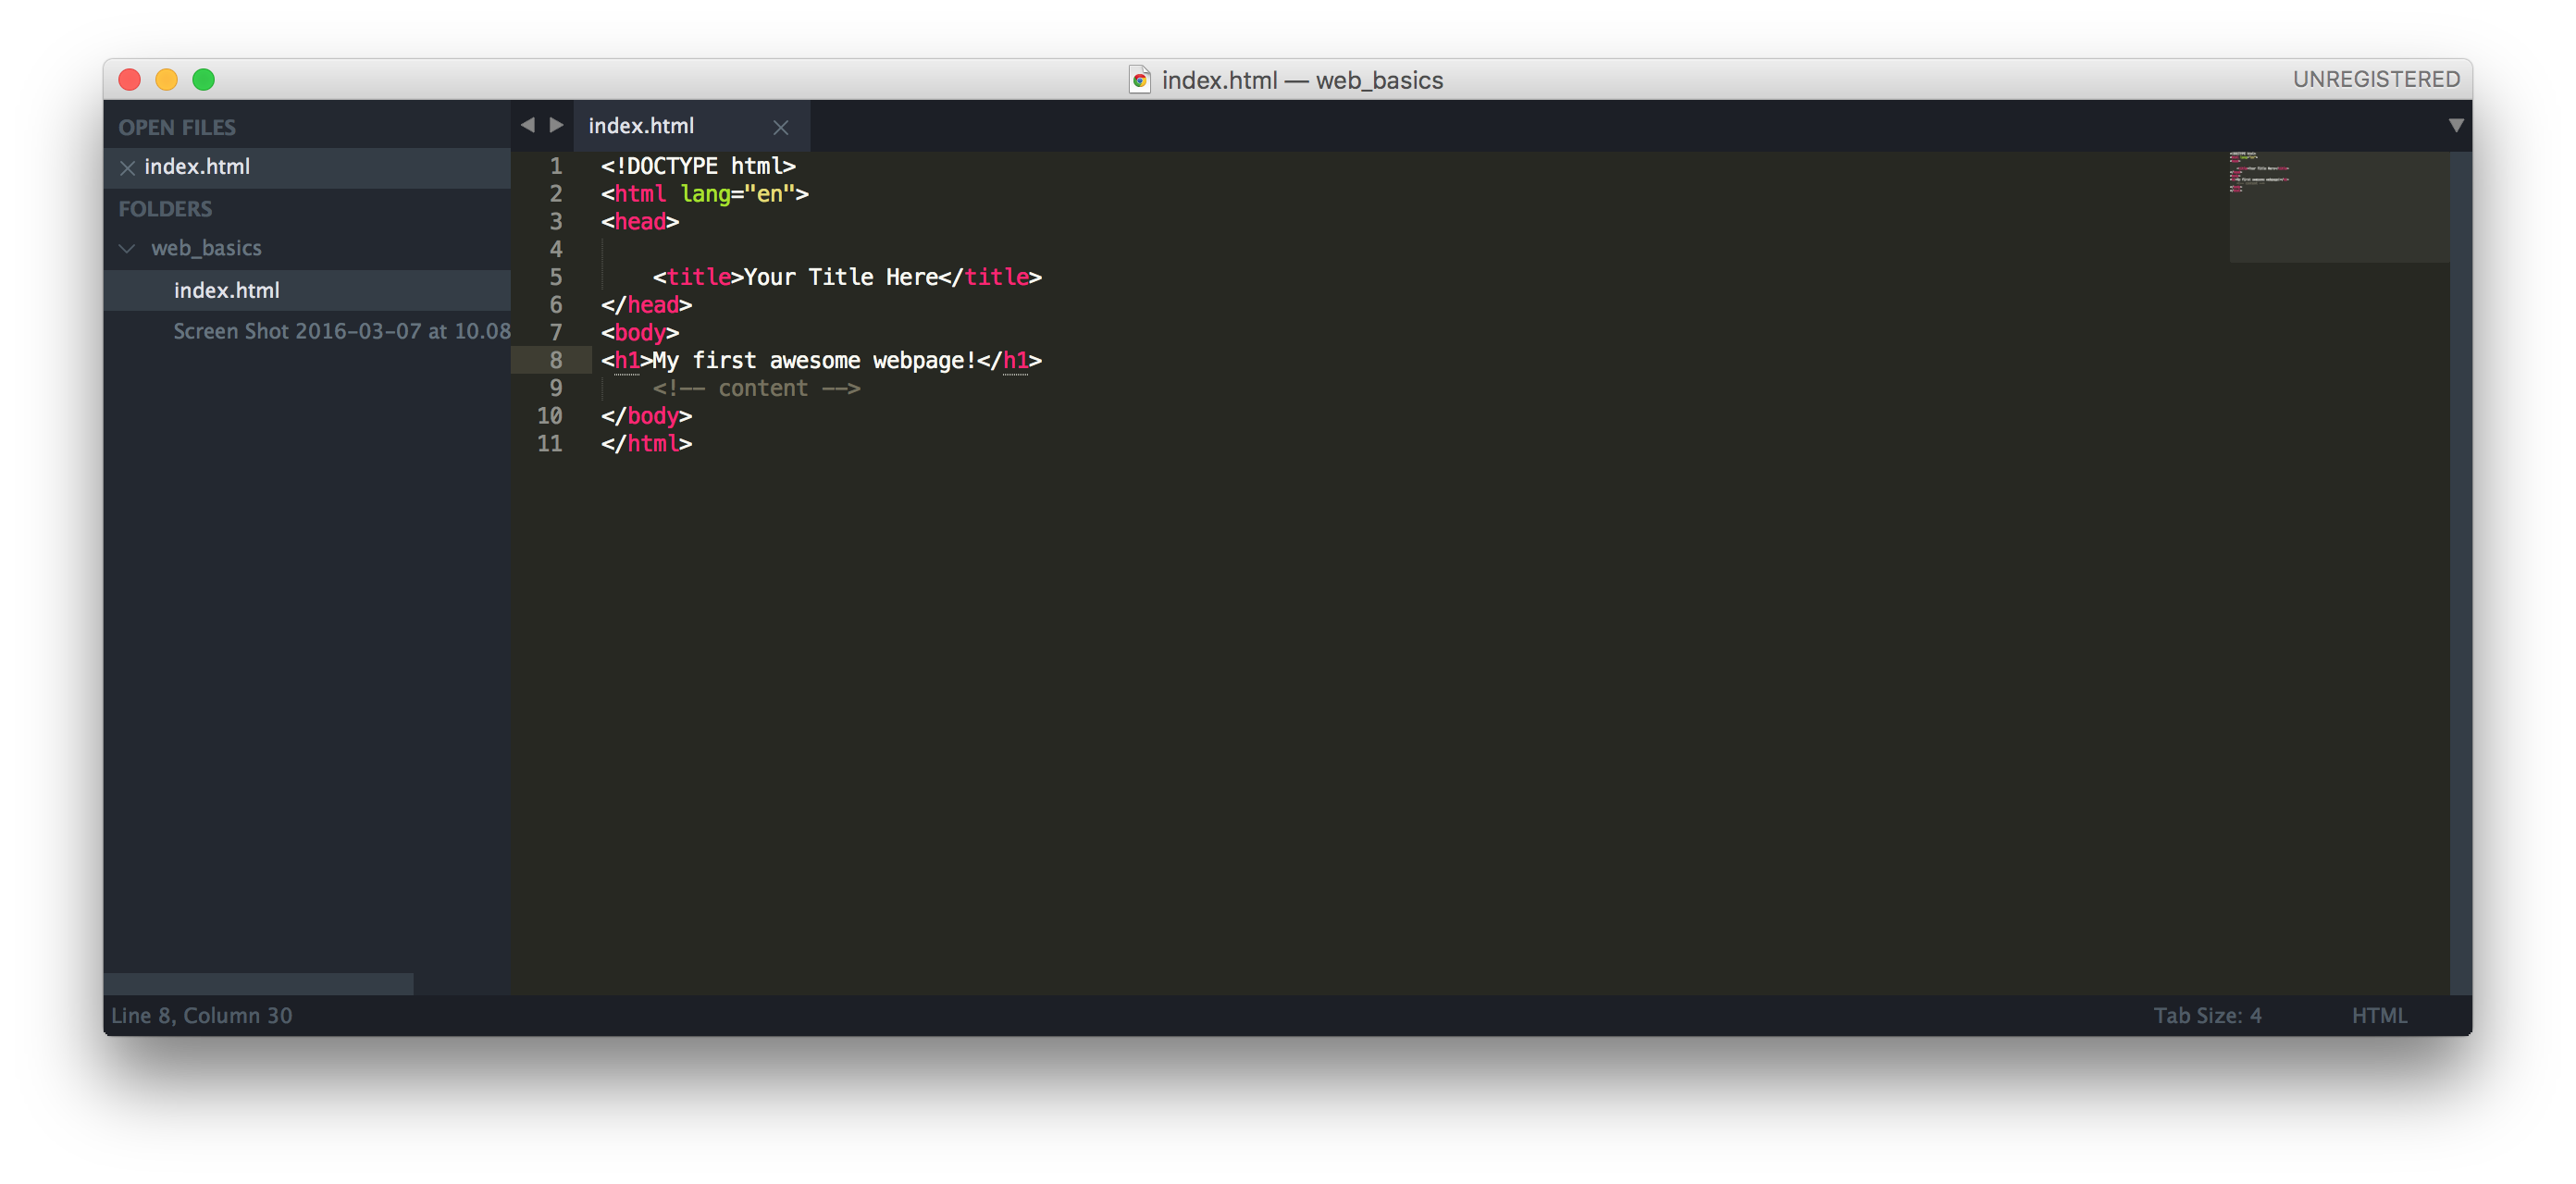 index.html — web_basics
UNREGISTERED
OPEN FILES
index.html
FOLDERS
web_basics
index.html
Screen Shot 2016-03-07 at 10.08
index.html
1 <!DOCTYPE html>
2 <html lang="en">
3 <head>
4
5     <title>Your Title Here</title>
6 </head>
7 <body>
8 <h1>My first awesome webpage!</h1>
9     <!-- content -->
10 </body>
11 </html>
Line 8, Column 30
Tab Size: 4
HTML